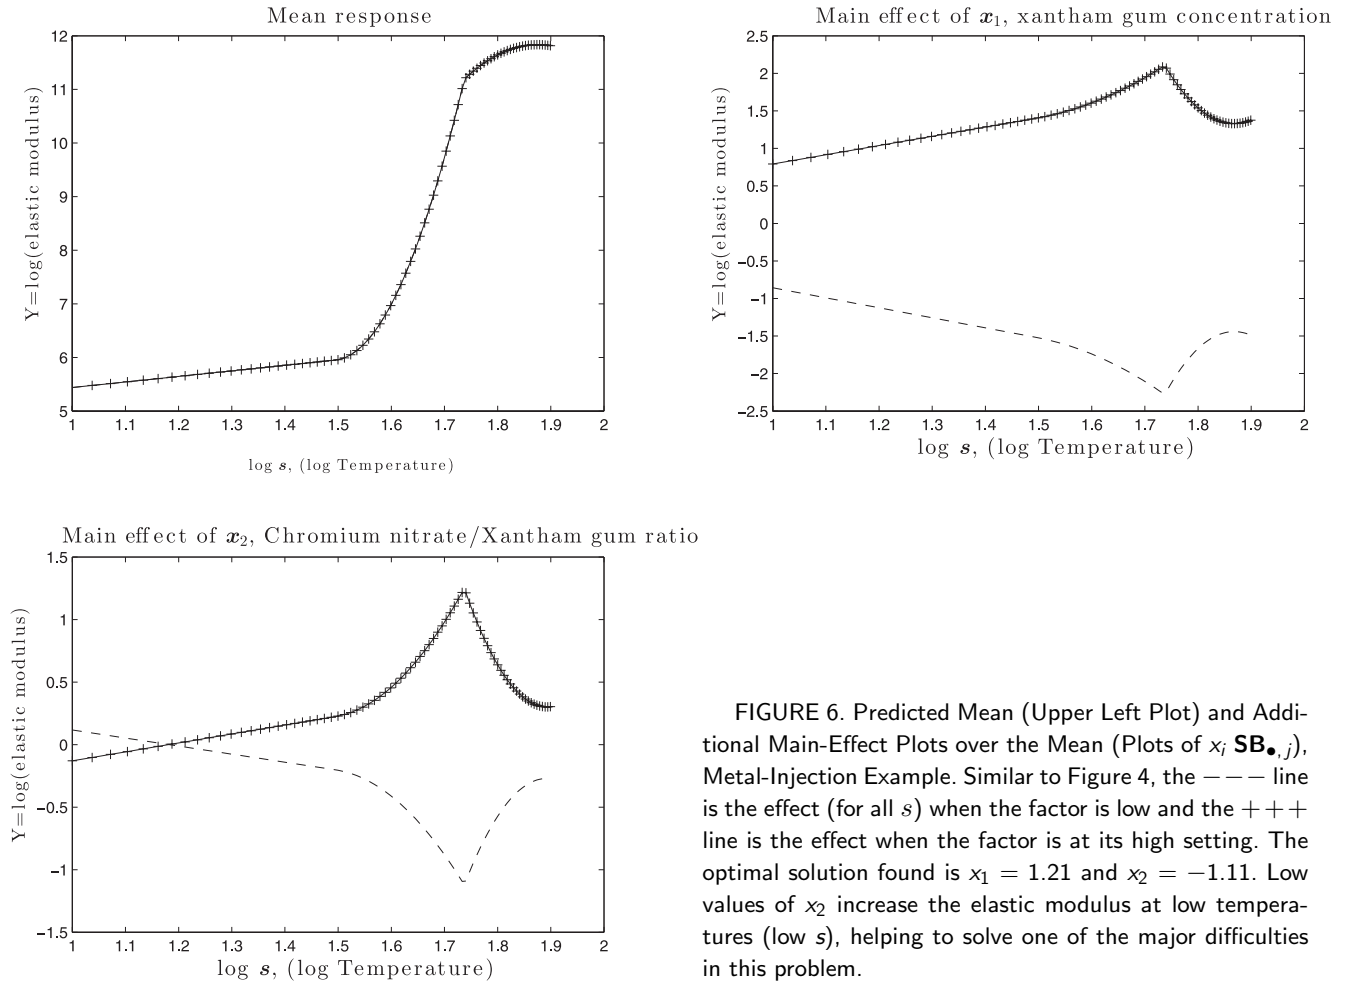 Mean response
12
11
10
9
8
7
6
5
Y=log(elastic modulus)
1 1.1 1.2 1.3 1.4 1.5 1.6 1.7 1.8 1.9 2
log s, (log Temperature)
Main effect of x₁, xantham gum concentration
2.5
2
1.5
1
0.5
0
−0.5
−1
−1.5
−2
−2.5
Y=log(elastic modulus)
1 1.1 1.2 1.3 1.4 1.5 1.6 1.7 1.8 1.9 2
log s, (log Temperature)
Main effect of x₂, Chromium nitrate/Xantham gum ratio
1.5
1
0.5
0
−0.5
−1
−1.5
Y=log(elastic modulus)
1 1.1 1.2 1.3 1.4 1.5 1.6 1.7 1.8 1.9 2
log s, (log Temperature)
FIGURE 6. Predicted Mean (Upper Left Plot) and Addi-
tional Main-Effect Plots over the Mean (Plots of xᵢ SB•,ⱼ),
Metal-Injection Example. Similar to Figure 4, the − − − line
is the effect (for all s) when the factor is low and the + + +
line is the effect when the factor is at its high setting. The
optimal solution found is x₁ = 1.21 and x₂ = −1.11. Low
values of x₂ increase the elastic modulus at low tempera-
tures (low s), helping to solve one of the major difficulties
in this problem.